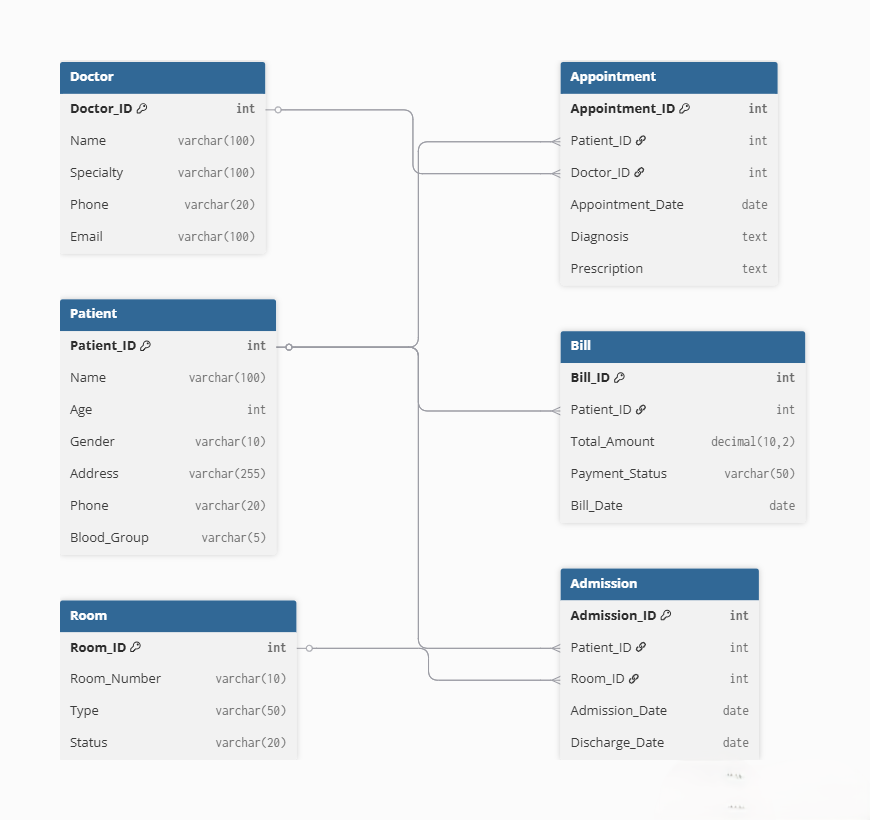 Doctor
Doctor_ID int
Name varchar(100)
Specialty varchar(100)
Phone varchar(20)
Email varchar(100)
Patient
Patient_ID int
Name varchar(100)
Age int
Gender varchar(10)
Address varchar(255)
Phone varchar(20)
Blood_Group varchar(5)
Room
Room_ID int
Room_Number varchar(10)
Type varchar(50)
Status varchar(20)
Appointment
Appointment_ID int
Patient_ID int
Doctor_ID int
Appointment_Date date
Diagnosis text
Prescription text
Bill
Bill_ID int
Patient_ID int
Total_Amount decimal(10,2)
Payment_Status varchar(50)
Bill_Date date
Admission
Admission_ID int
Patient_ID int
Room_ID int
Admission_Date date
Discharge_Date date